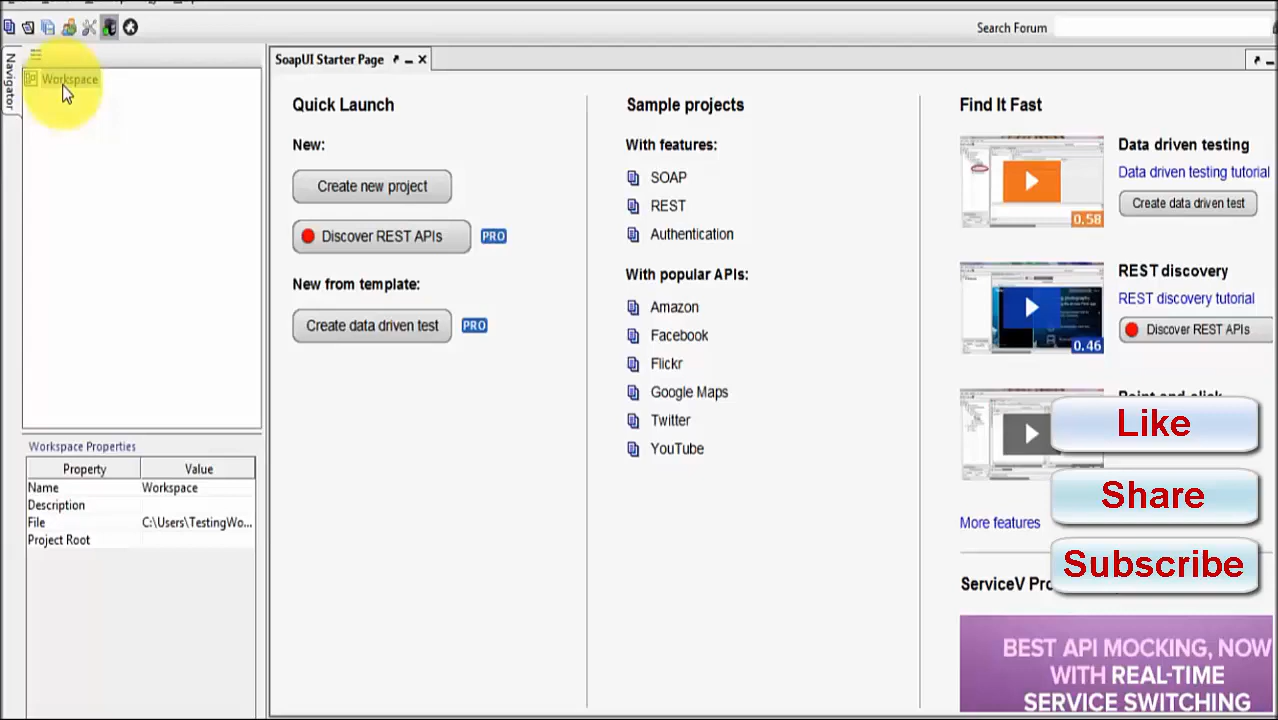 Search Forum
Navigator
Workspace
SoapUI Starter Page
Quick Launch
New:
Create new project
Discover REST APIs PRO
New from template:
Create data driven test PRO
Sample projects
With features:
SOAP
REST
Authentication
With popular APIs:
Amazon
Facebook
Flickr
Google Maps
Twitter
YouTube
Find It Fast
0.58
Data driven testing
Data driven testing tutorial
Create data driven test
0.46
REST discovery
REST discovery tutorial
Discover REST APIs
Like
Share
Subscribe
More features
BEST API MOCKING, NOW
WITH REAL-TIME
SERVICE SWITCHING
Workspace Properties
Property Value
Name Workspace
Description
File C:\Users\TestingWo...
Project Root